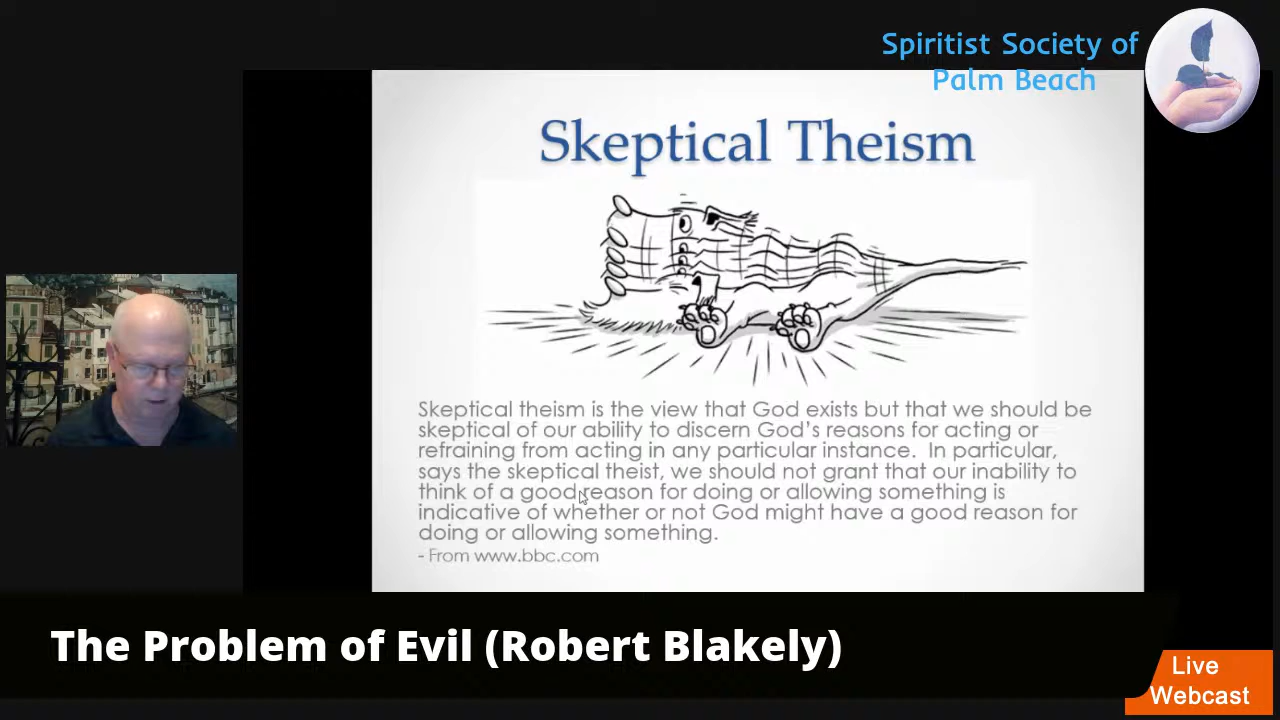 Spiritist Society of
Palm Beach
Skeptical Theism
Skeptical theism is the view that God exists but that we should be
skeptical of our ability to discern God's reasons for acting or
refraining from acting in any particular instance.  In particular,
says the skeptical theist, we should not grant that our inability to
think of a good reason for doing or allowing something is
indicative of whether or not God might have a good reason for
doing or allowing something.
- From www.bbc.com
The Problem of Evil (Robert Blakely)
Live
Webcast